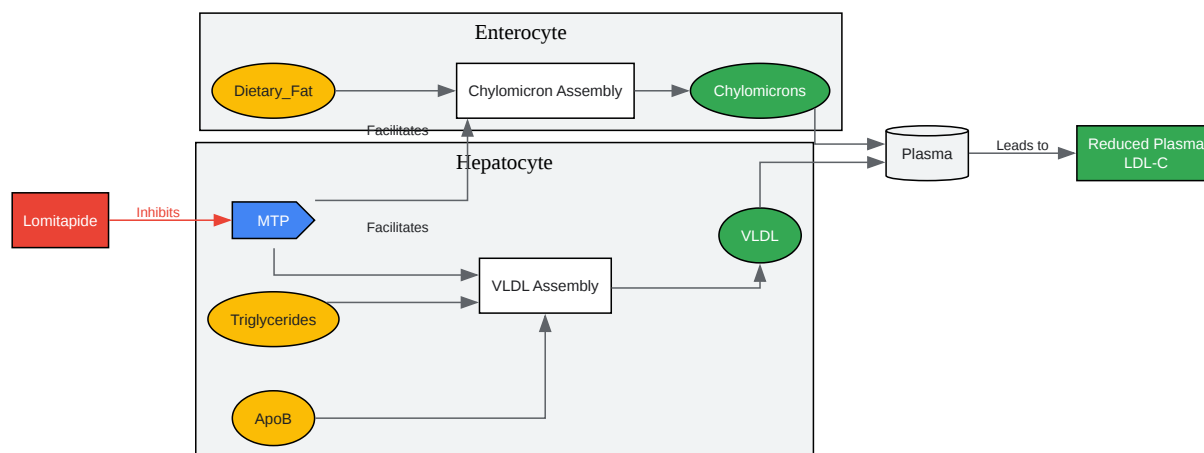 Enterocyte
Dietary_Fat
Chylomicron Assembly
Chylomicrons
Facilitates
Hepatocyte
Plasma
Leads to
Reduced Plasma
LDL-C
Lomitapide
Inhibits
MTP
Facilitates
VLDL
VLDL Assembly
Triglycerides
ApoB